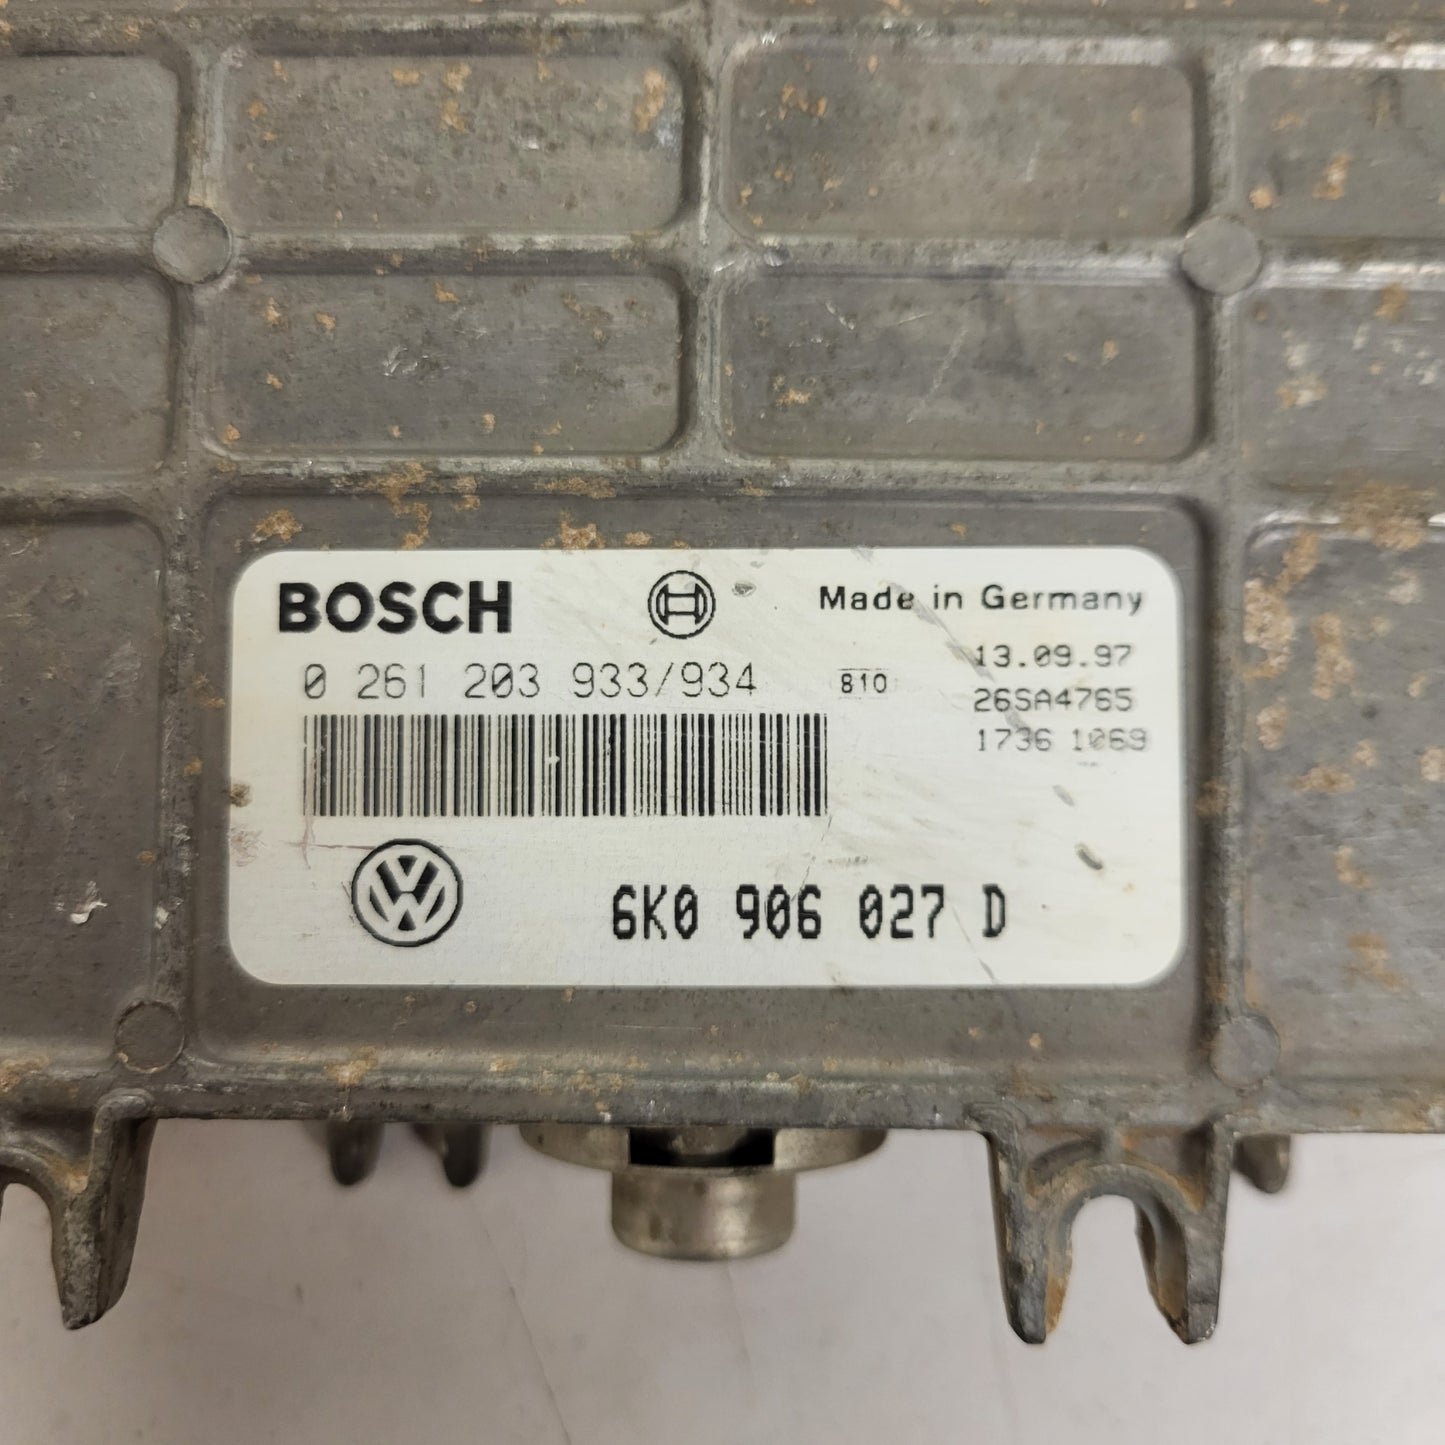 BOSCH
Made in Germany
13.09.97
0 261 203 933/934
810
26SA4765
1736 1069
6K0 906 027 D